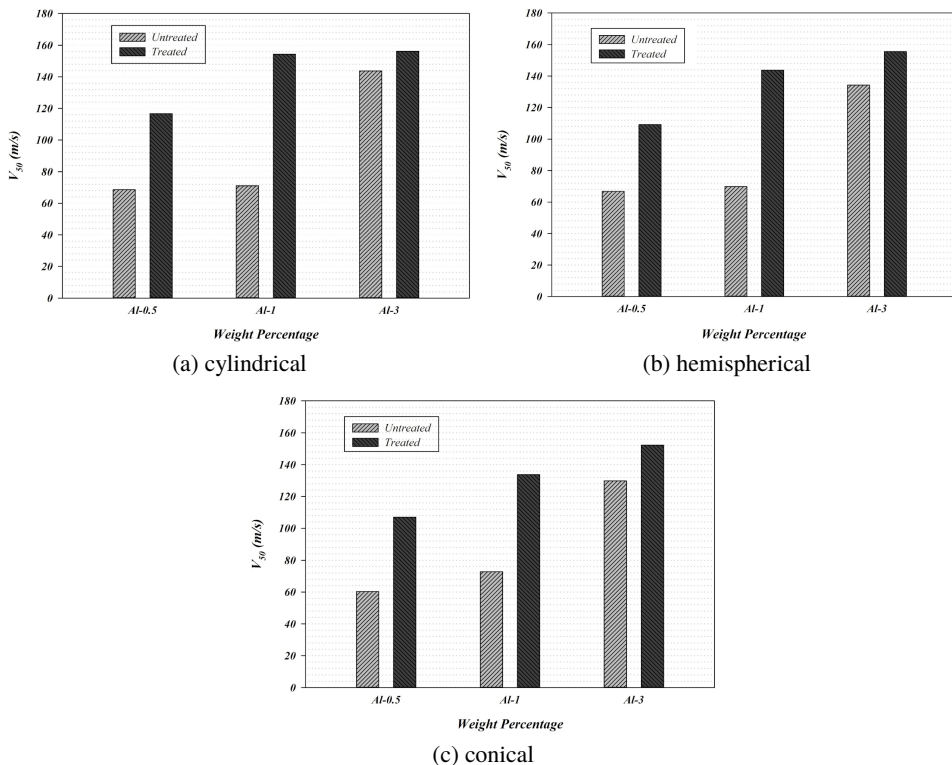 180
160
140
120
100
80
60
40
20
0
V50 (m/s)
Untreated
Treated
Al-0.5
Al-1
Al-3
Weight Percentage
(a) cylindrical
180
160
140
120
100
80
60
40
20
0
V50 (m/s)
Untreated
Treated
Al-0.5
Al-1
Al-3
Weight Percentage
(b) hemispherical
180
160
140
120
100
80
60
40
20
0
V50 (m/s)
Untreated
Treated
Al-0.5
Al-1
Al-3
Weight Percentage
(c) conical